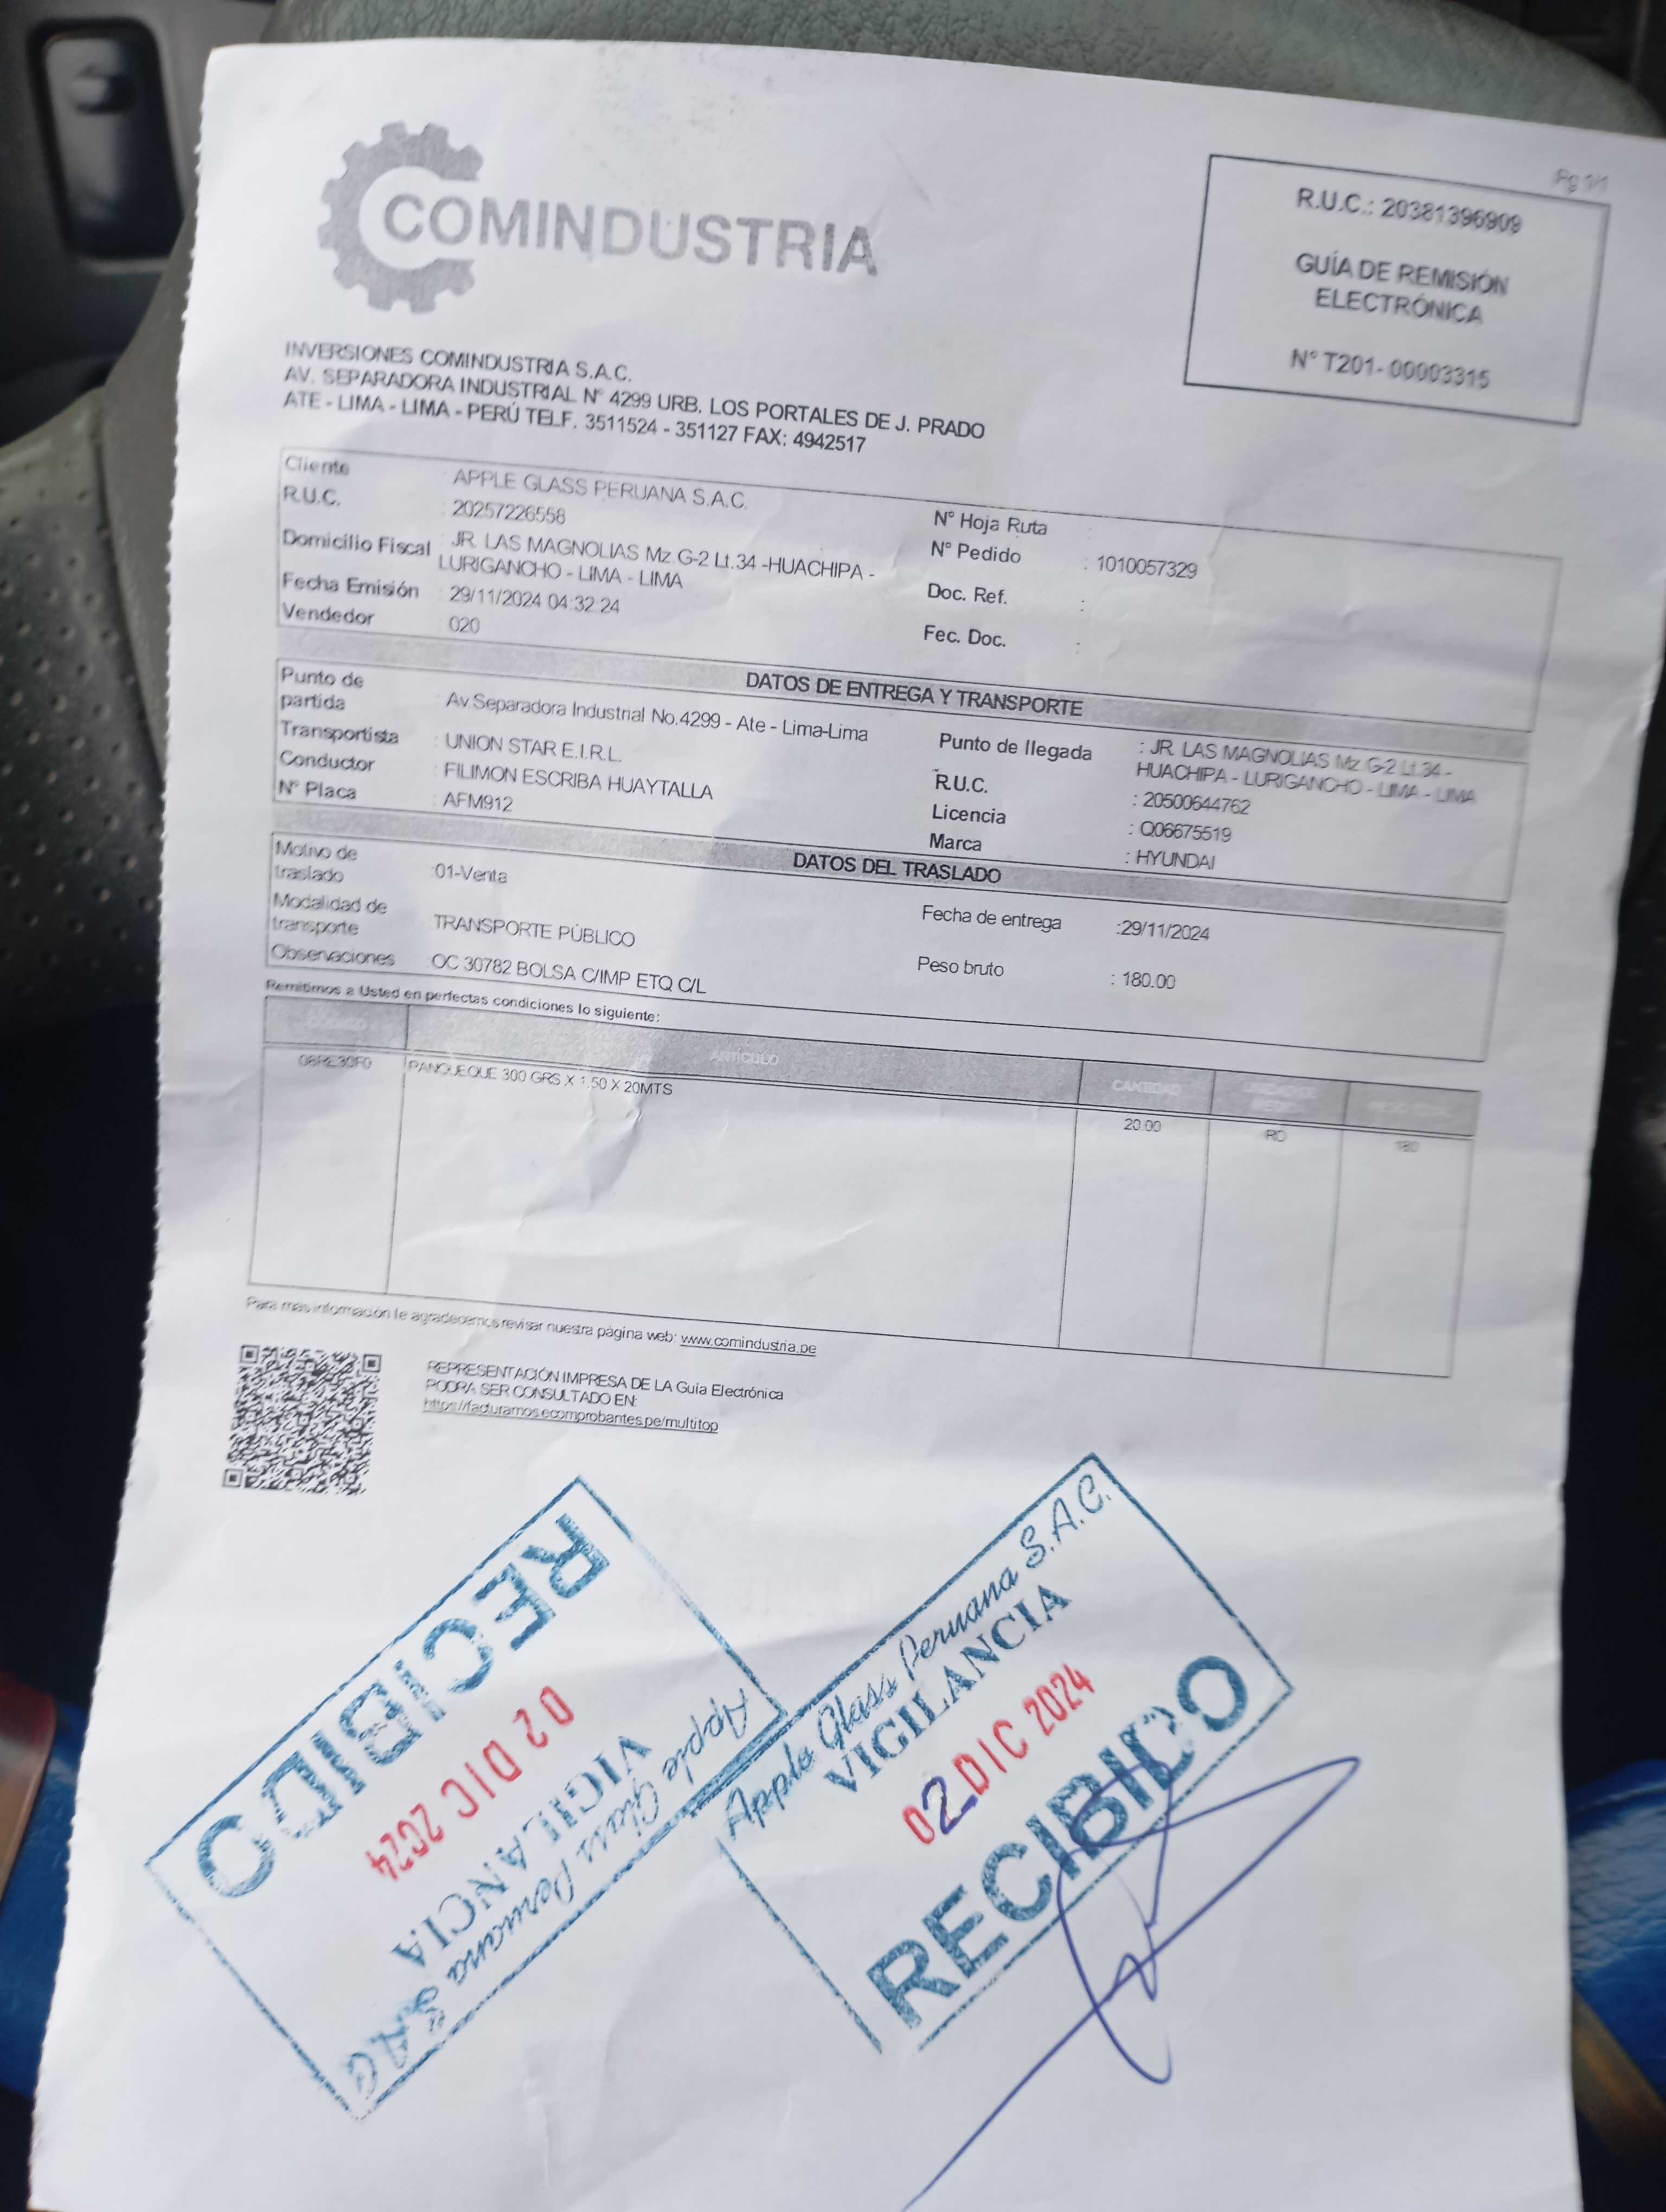 Pg 1/1
COMINDUSTRIA
R.U.C.: 20381396909
GUÍA DE REMISIÓN
ELECTRÓNICA
N° T201- 00003315
INVERSIONES COMINDUSTRIA S.A.C.
AV. SEPARADORA INDUSTRIAL N° 4299 URB. LOS PORTALES DE J. PRADO
ATE - LIMA - LIMA - PERÚ TELF. 3511524 - 351127 FAX: 4942517
Cliente : APPLE GLASS PERUANA S.A.C.
R.U.C. : 20257226558
Domicilio Fiscal : JR. LAS MAGNOLIAS Mz.G-2 Lt.34 -HUACHIPA -
LURIGANCHO - LIMA - LIMA
Fecha Emisión : 29/11/2024 04:32:24
Vendedor : 020
N° Hoja Ruta :
N° Pedido : 1010057329
Doc. Ref. :
Fec. Doc. :
DATOS DE ENTREGA Y TRANSPORTE
Punto de
partida : Av.Separadora Industrial No.4299 - Ate - Lima-Lima
Transportista : UNION STAR E.I.R.L.
Conductor : FILIMON ESCRIBA HUAYTALLA
N° Placa : AFM912
Punto de llegada : JR. LAS MAGNOLIAS Mz.G-2 Lt.34 -
HUACHIPA - LURIGANCHO - LIMA - LIMA
R.U.C. : 20500644762
Licencia : Q06675519
Marca : HYUNDAI
DATOS DEL TRASLADO
Motivo de
traslado :01-Venta
Modalidad de
transporte TRANSPORTE PÚBLICO
Observaciones OC 30782 BOLSA C/IMP ETQ C/L
Fecha de entrega :29/11/2024
Peso bruto : 180.00
Remitimos a Usted en perfectas condiciones lo siguiente:
ARTÍCULO CANTIDAD
PANQUEQUE 300 GRS X 1.50 X 20MTS 20.00 RO 180
Para más información le agradecemos revisar nuestra página web: www.comindustria.pe
REPRESENTACIÓN IMPRESA DE LA Guía Electrónica
PODRA SER CONSULTADO EN:
https://facturamos.ecomprobantes.pe/multitop
Apple Glass Peruana S.A.C.
VIGILANCIA
02 DIC 2024
RECIBIDO
Apple Glass Peruana S.A.C.
VIGILANCIA
02 DIC 2024
RECIBIDO